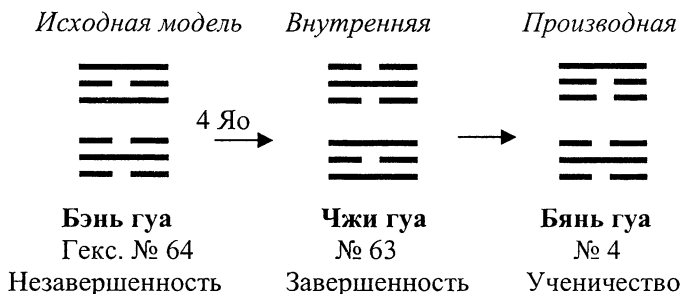 Исходная модель Внутренняя Производная
4 Яо
Бэнь гуа Чжи гуа Бянь гуа
Гекс. № 64 № 63 № 4
Незавершенность Завершенность Ученичество